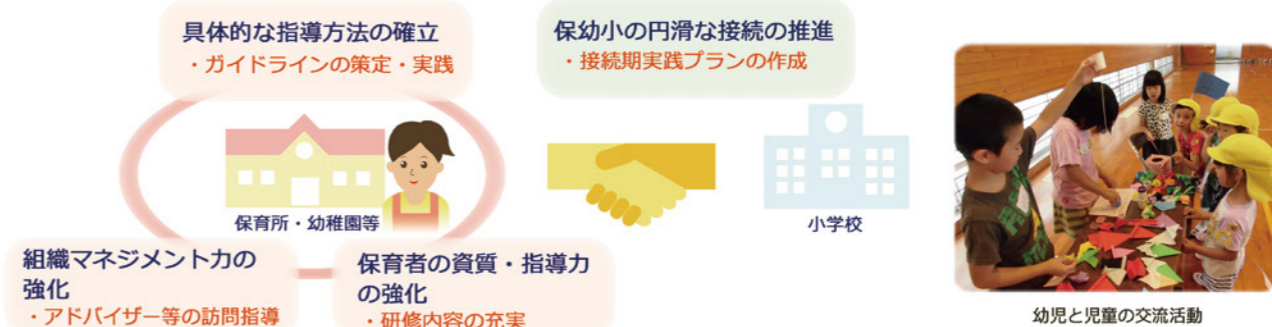 具体的な指導方法の確立
・ガイドラインの策定・実践
保幼小の円滑な接続の推進
・接続期実践プランの作成
保育所・幼稚園等
小学校
組織マネジメント力の
強化
・アドバイザー等の訪問指導
保育者の資質・指導力
の強化
・研修内容の充実
幼児と児童の交流活動